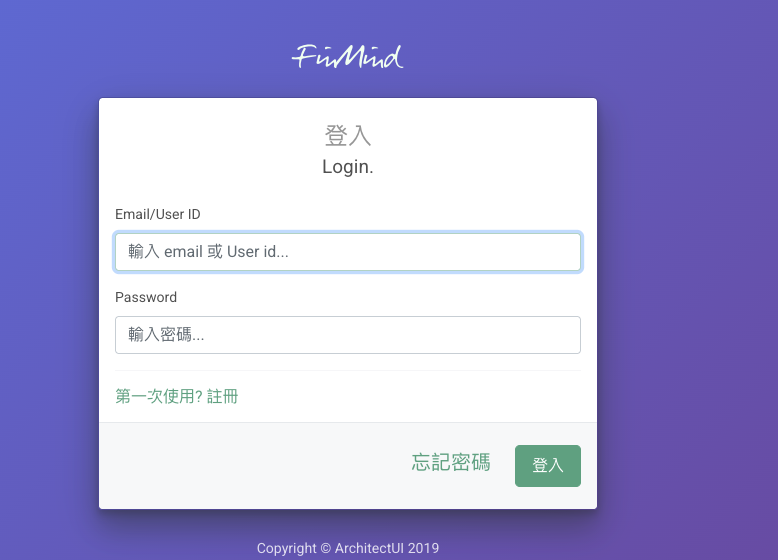 FinMind
登入
Login.
Email/User ID
輸入 email 或 User id...
Password
輸入密碼...
第一次使用? 註冊
忘記密碼 登入
Copyright © ArchitectUI 2019